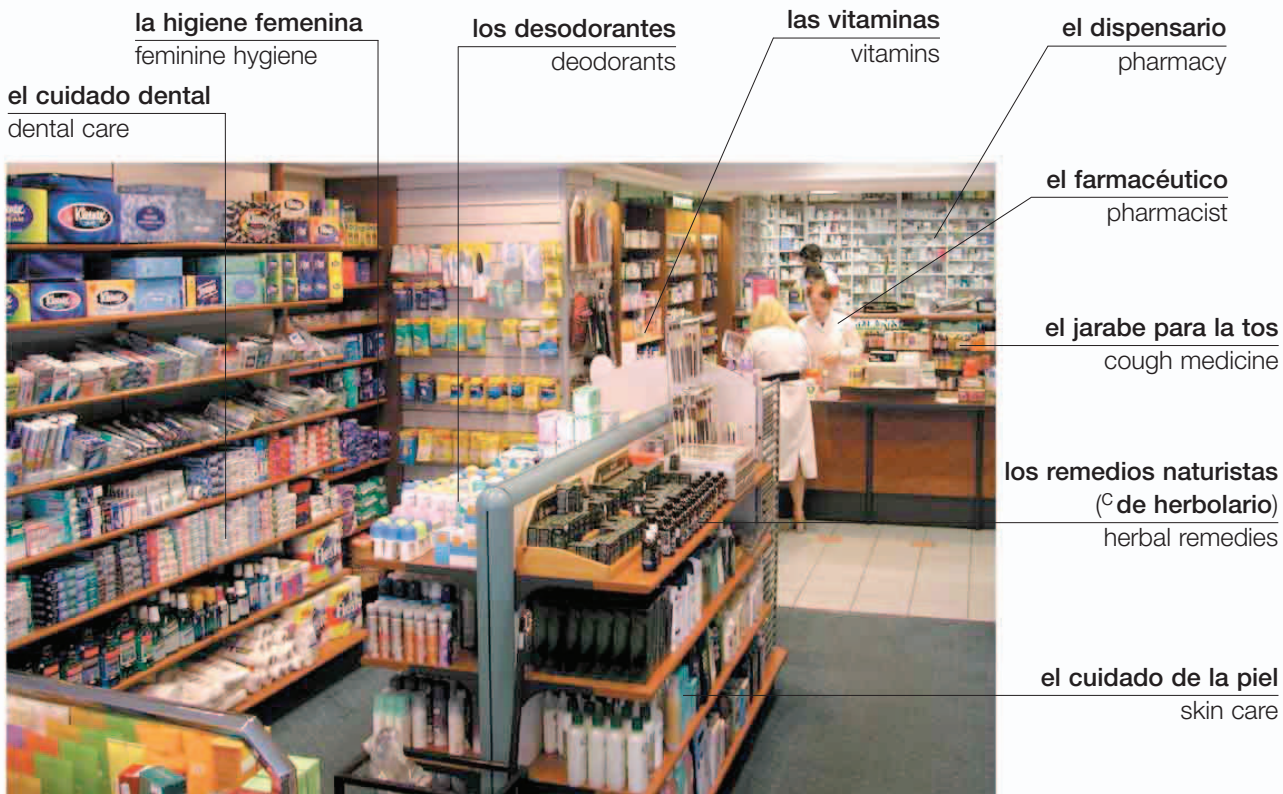 la higiene femenina
feminine hygiene
los desodorantes
deodorants
las vitaminas
vitamins
el dispensario
pharmacy
el cuidado dental
dental care
el farmacéutico
pharmacist
el jarabe para la tos
cough medicine
los remedios naturistas
(ᶜ de herbolario)
herbal remedies
el cuidado de la piel
skin care
Kleenex
Kleenex
Kleenex